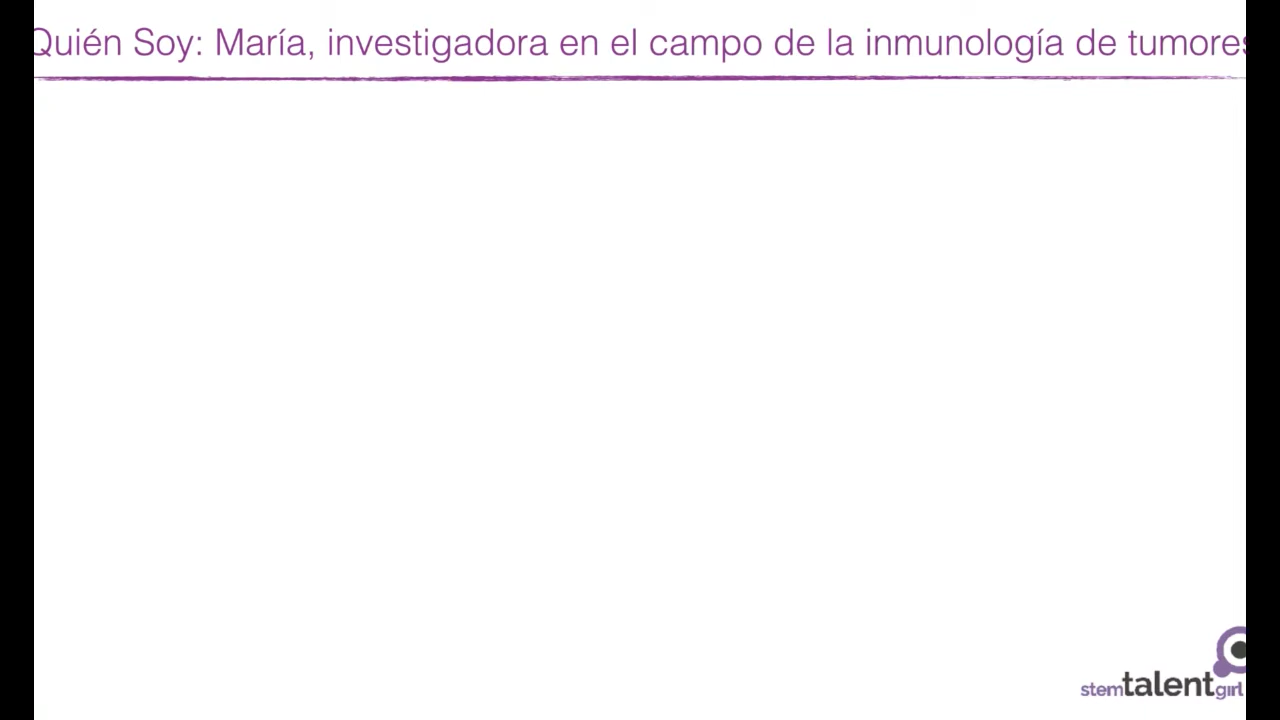 Quién Soy: María, investigadora en el campo de la inmunología de tumores
stemtalentgirl